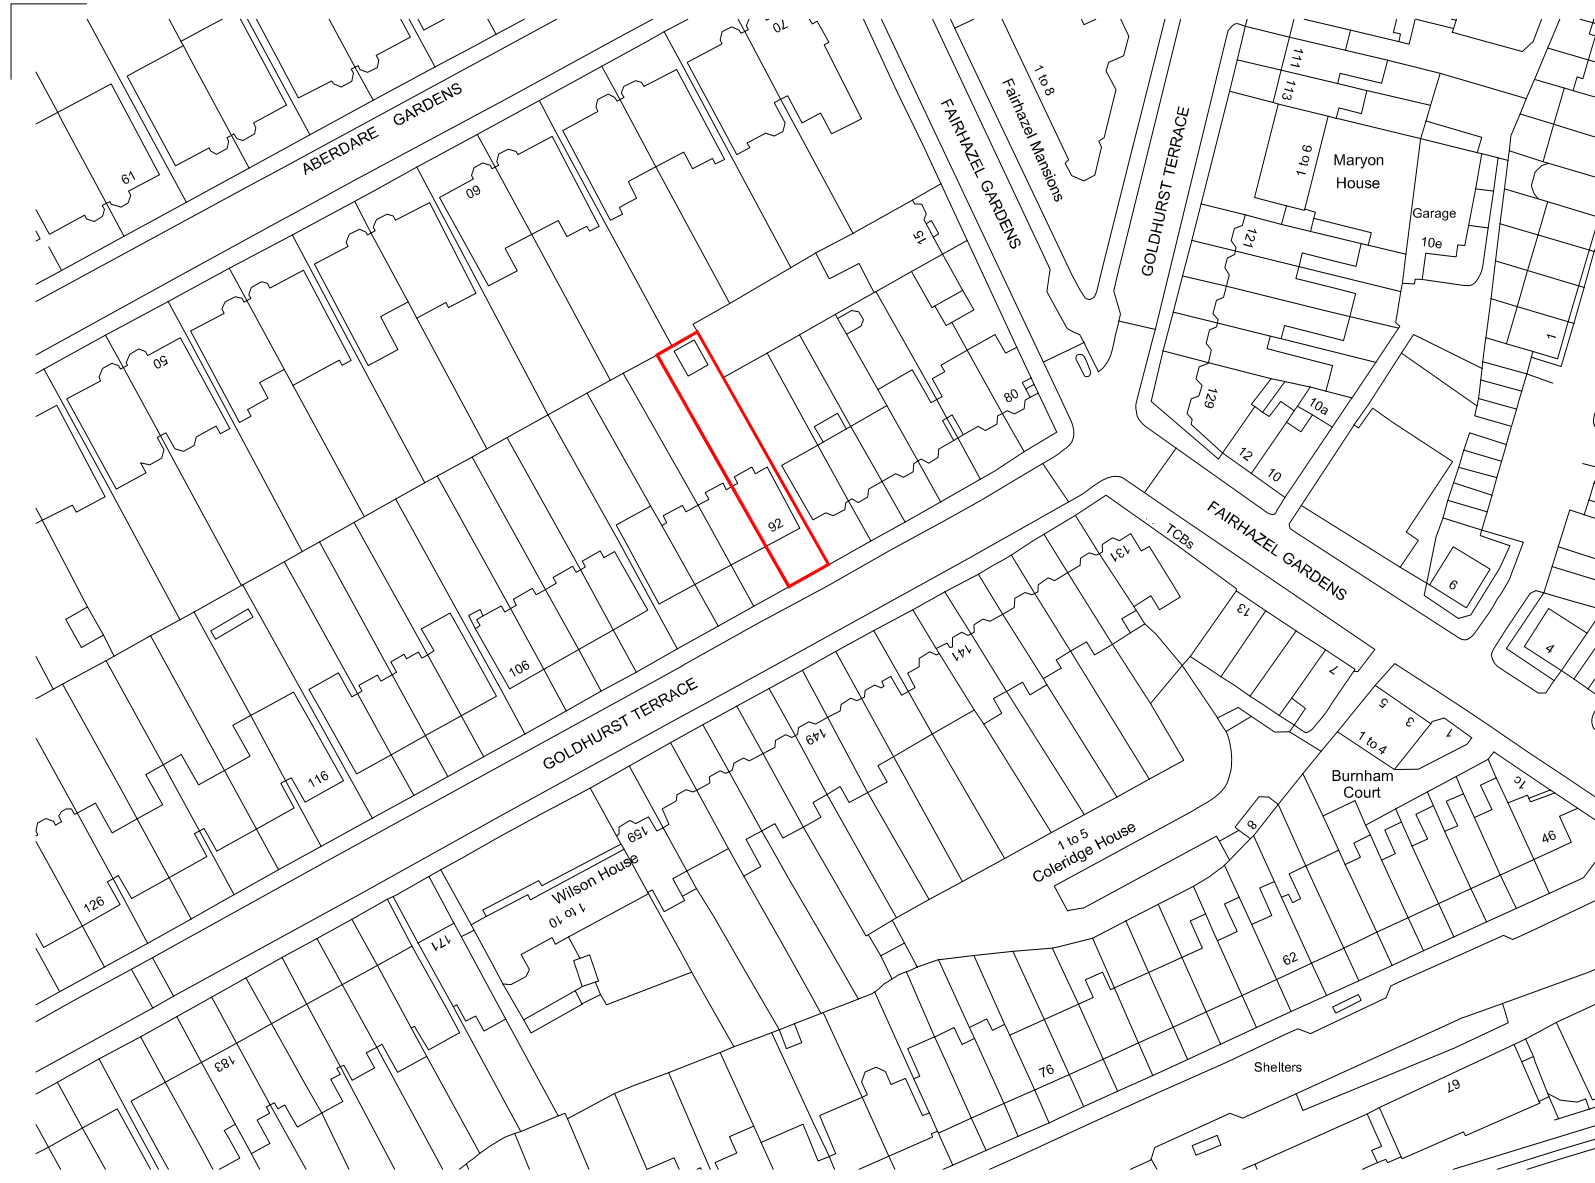 70
61
ABERDARE GARDENS
60
50
FAIRHAZEL GARDENS
1 to 8
Fairhazel Mansions
GOLDHURST TERRACE
111
113
1 to 6
Maryon
House
Garage
10e
121
15
1
129
10a
12
10
80
92
FAIRHAZEL GARDENS
TCBs
131
6
4
13
7
141
106
GOLDHURST TERRACE
149
5
3
1
1 to 4
Burnham
Court
1c
46
116
126
159
Wilson House
1 to 10
171
1 to 5
Coleridge House
8
62
76
183
Shelters
67